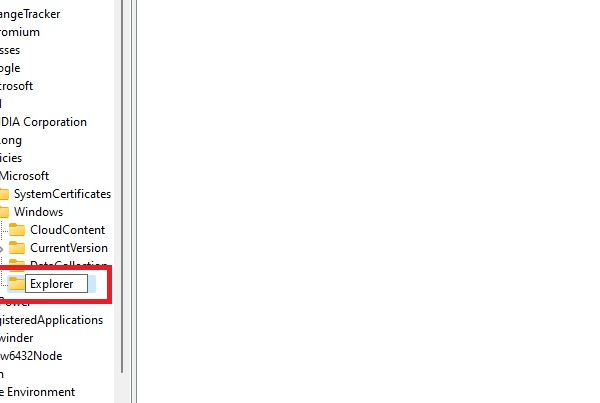 angeTracker
romium
sses
ogle
crosoft
DIA Corporation
ong
icies
Microsoft
SystemCertificates
Windows
CloudContent
CurrentVersion
DataCollection
Explorer
Power
gisteredApplications
winder
w6432Node
n
e Environment